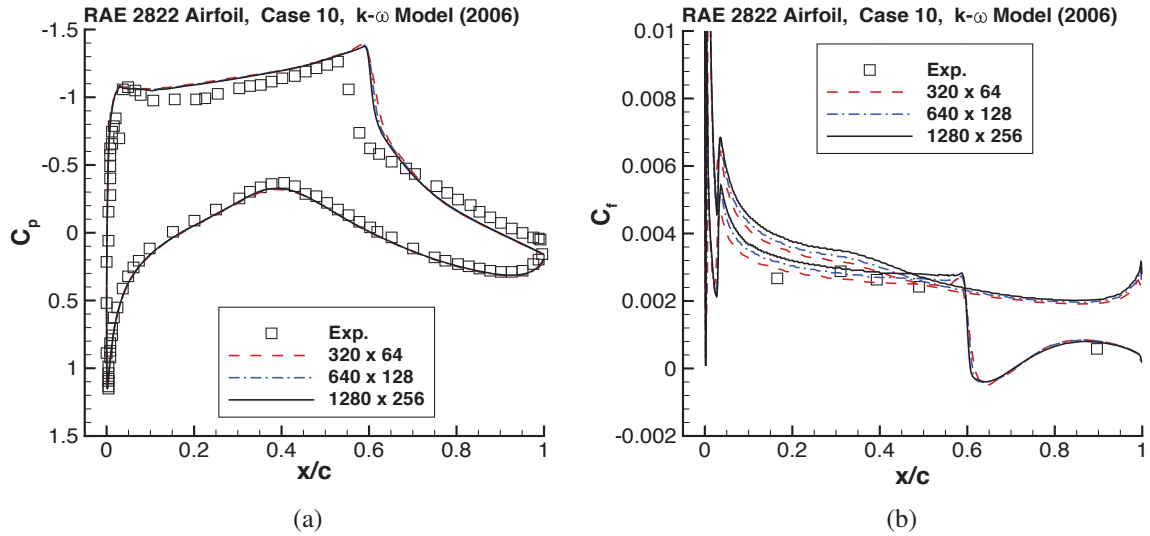 RAE 2822 Airfoil, Case 10, k-ω Model (2006)
-1.5
-1
-0.5
0
0.5
1
1.5
Cp
0
0.2
0.4
0.6
0.8
1
x/c
Exp.
320 x 64
640 x 128
1280 x 256
(a)
RAE 2822 Airfoil, Case 10, k-ω Model (2006)
0.01
0.008
0.006
0.004
0.002
0
-0.002
Cf
Exp.
320 x 64
640 x 128
1280 x 256
0
0.2
0.4
0.6
0.8
1
x/c
(b)